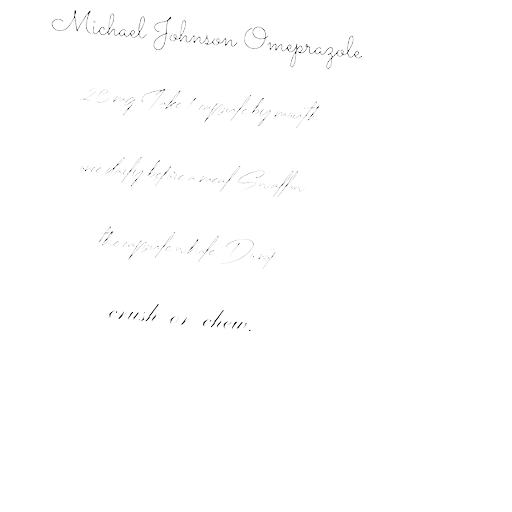 Michael Johnson Omeprazole
20 mg Take 1 capsule by mouth
once daily before a meal Swallow
the capsule whole Do not
crush or chew.